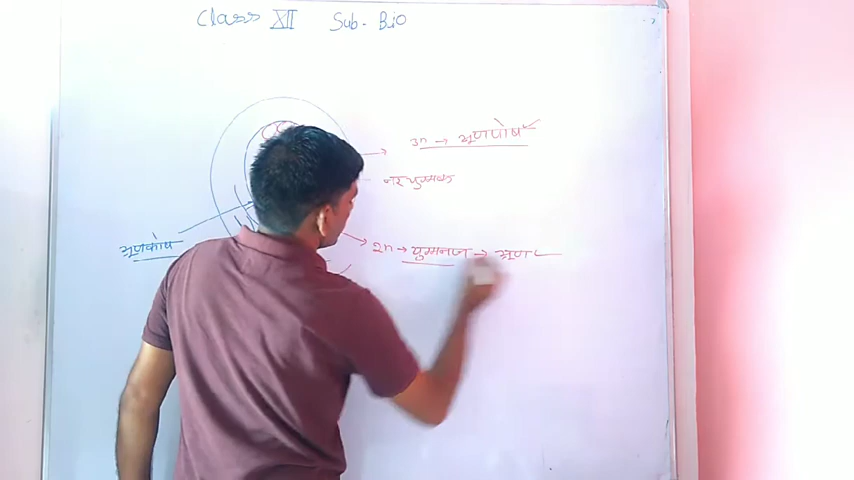 Class XII Sub. Bio
3n → भ्रूणपोष
नर युग्मक
भ्रूणकोष
2n → युग्मनज → भ्रूण